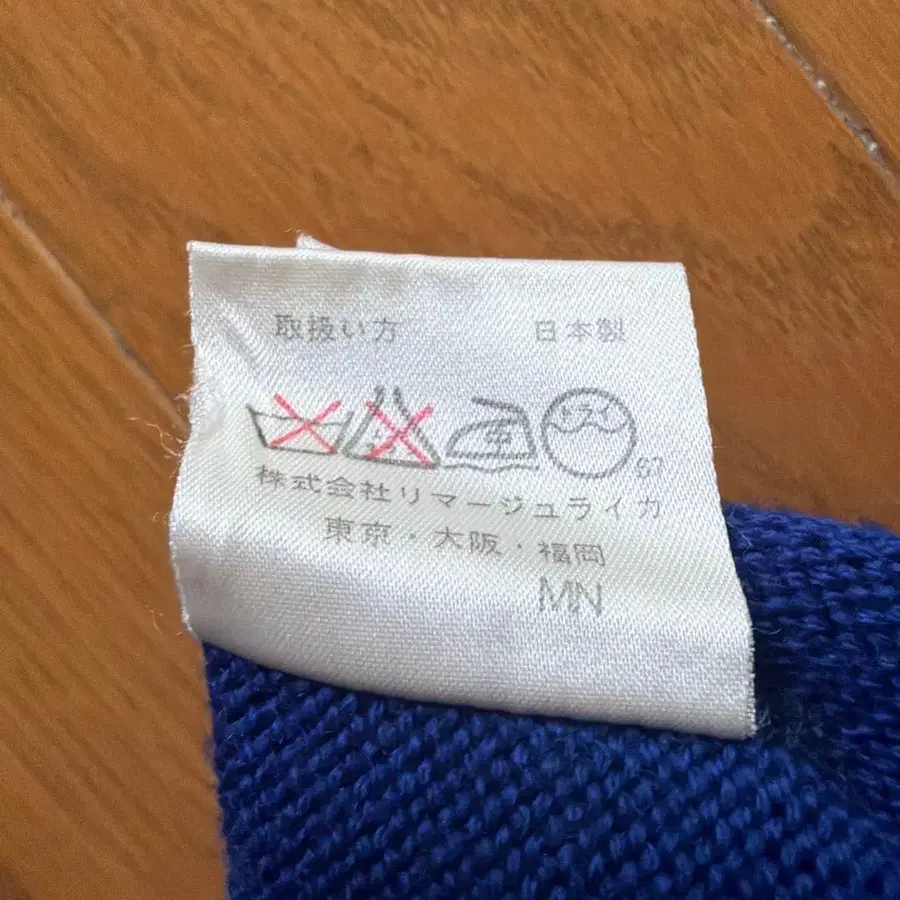 取扱い方 日本製
中 ドライ
67
株式会社リマージュライカ
東京・大阪・福岡
MN